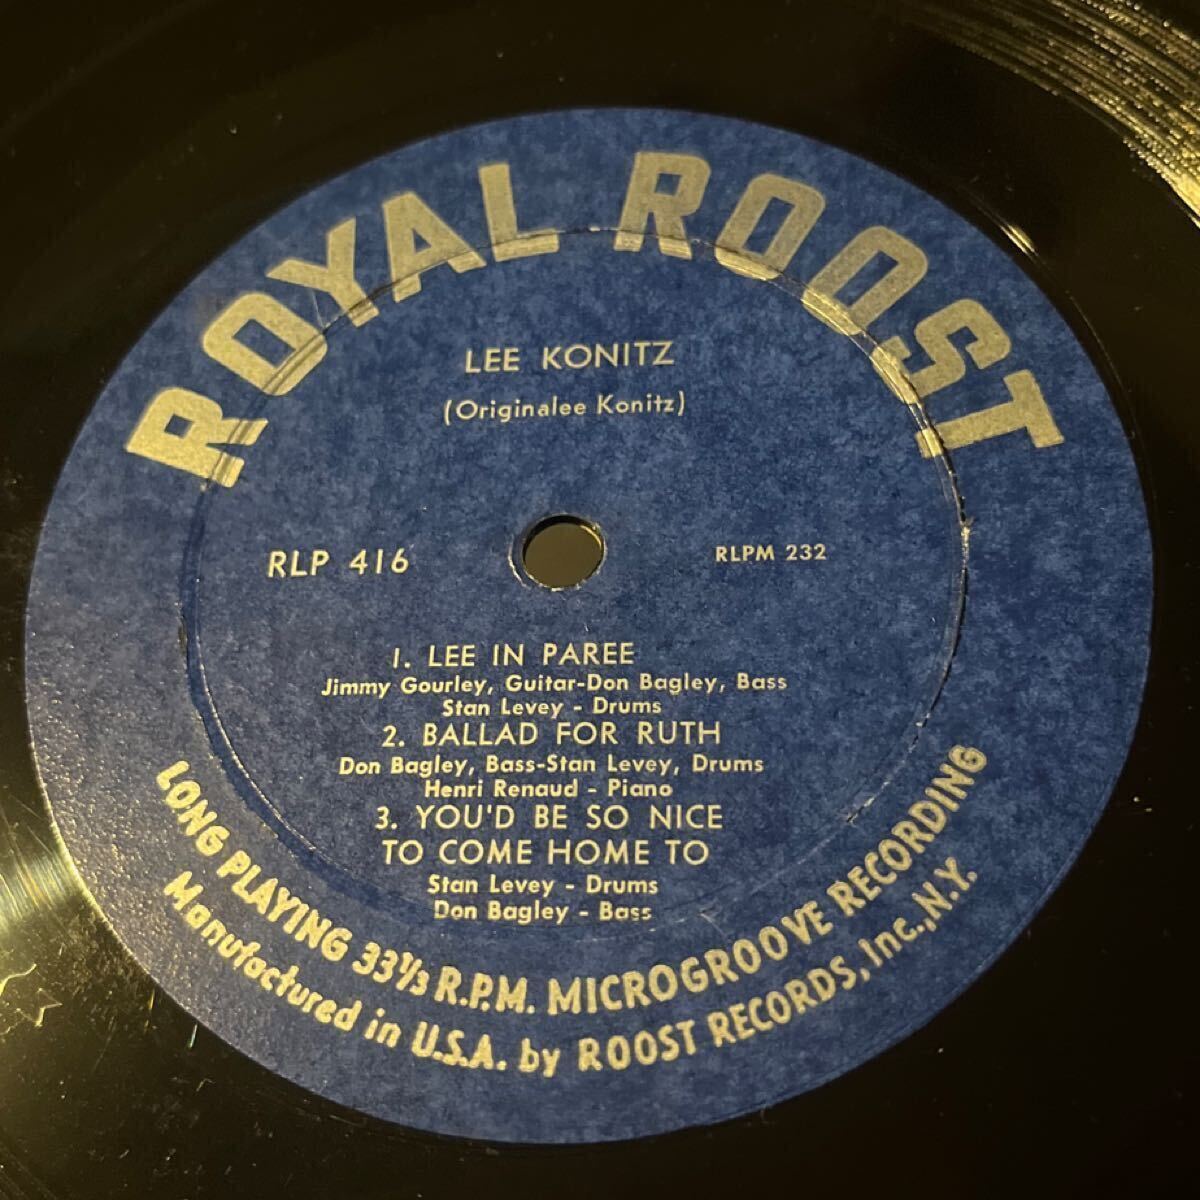 ROYAL ROOST
LEE KONITZ
(Originalee Konitz)
RLP 416
RLPM 232
1. LEE IN PAREE
Jimmy Gourley, Guitar-Don Bagley, Bass
Stan Levey - Drums
2. BALLAD FOR RUTH
Don Bagley, Bass-Stan Levey, Drums
Henri Renaud - Piano
3. YOU'D BE SO NICE
TO COME HOME TO
Stan Levey - Drums
Don Bagley - Bass
LONG PLAYING 33⅓ R.P.M. MICROGROOVE RECORDING
Manufactured in U.S.A. by ROOST RECORDS, Inc., N.Y.